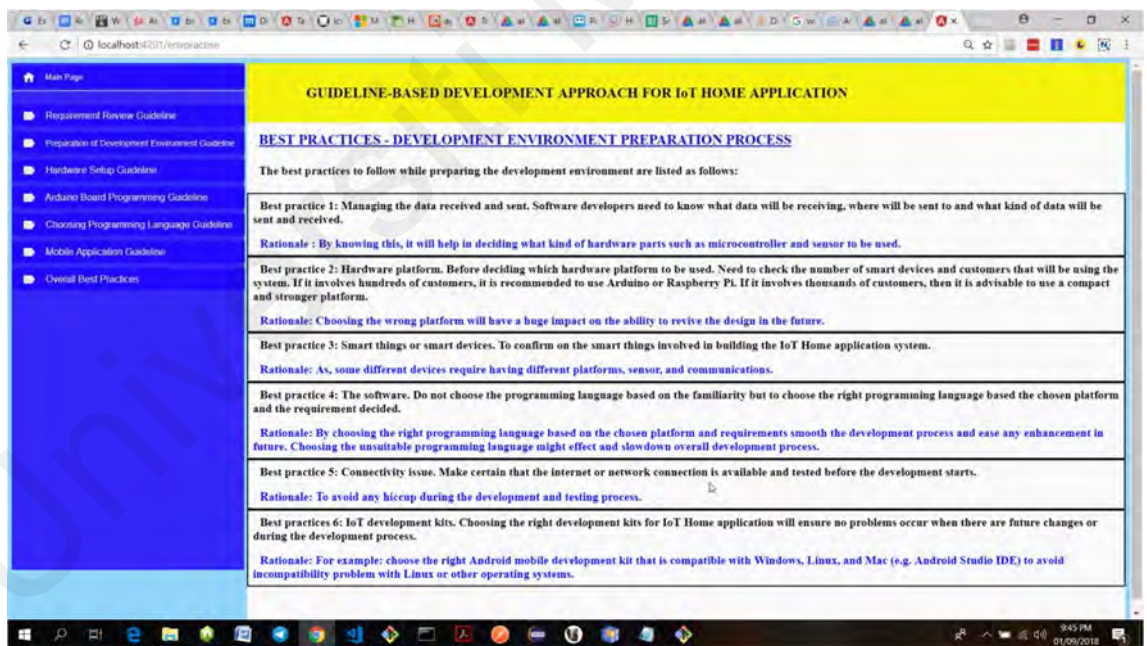 localhost:4201/envpractise
Main Page
Requirement Review Guideline
Preparation of Development Environment Guideline
Hardware Setup Guideline
Arduino Board Programming Guideline
Choosing Programming Language Guideline
Mobile Application Guideline
Overall Best Practices
GUIDELINE-BASED DEVELOPMENT APPROACH FOR IoT HOME APPLICATION
BEST PRACTICES - DEVELOPMENT ENVIRONMENT PREPARATION PROCESS
The best practices to follow while preparing the development environment are listed as follows:
Best practice 1: Managing the data received and sent. Software developers need to know what data will be receiving, where will be sent to and what kind of data will be
sent and received.
Rationale : By knowing this, it will help in deciding what kind of hardware parts such as microcontroller and sensor to be used.
Best practice 2: Hardware platform. Before deciding which hardware platform to be used. Need to check the number of smart devices and customers that will be using the
system. If it involves hundreds of customers, it is recommended to use Arduino or Raspberry Pi. If it involves thousands of customers, then it is advisable to use a compact
and stronger platform.
Rationale: Choosing the wrong platform will have a huge impact on the ability to revive the design in the future.
Best practice 3: Smart things or smart devices. To confirm on the smart things involved in building the IoT Home application system.
Rationale: As, some different devices require having different platforms, sensor, and communications.
Best practice 4: The software. Do not choose the programming language based on the familiarity but to choose the right programming language based the chosen platform
and the requirement decided.
Rationale: By choosing the right programming language based on the chosen platform and requirements smooth the development process and ease any enhancement in
future. Choosing the unsuitable programming language might effect and slowdown overall development process.
Best practice 5: Connectivity issue. Make certain that the internet or network connection is available and tested before the development starts.
Rationale: To avoid any hiccup during the development and testing process.
Best practices 6: IoT development kits. Choosing the right development kits for IoT Home application will ensure no problems occur when there are future changes or
during the development process.
Rationale: For example: choose the right Android mobile development kit that is compatible with Windows, Linux, and Mac (e.g. Android Studio IDE) to avoid
incompatibility problem with Linux or other operating systems.
9:45 PM
01/09/2018